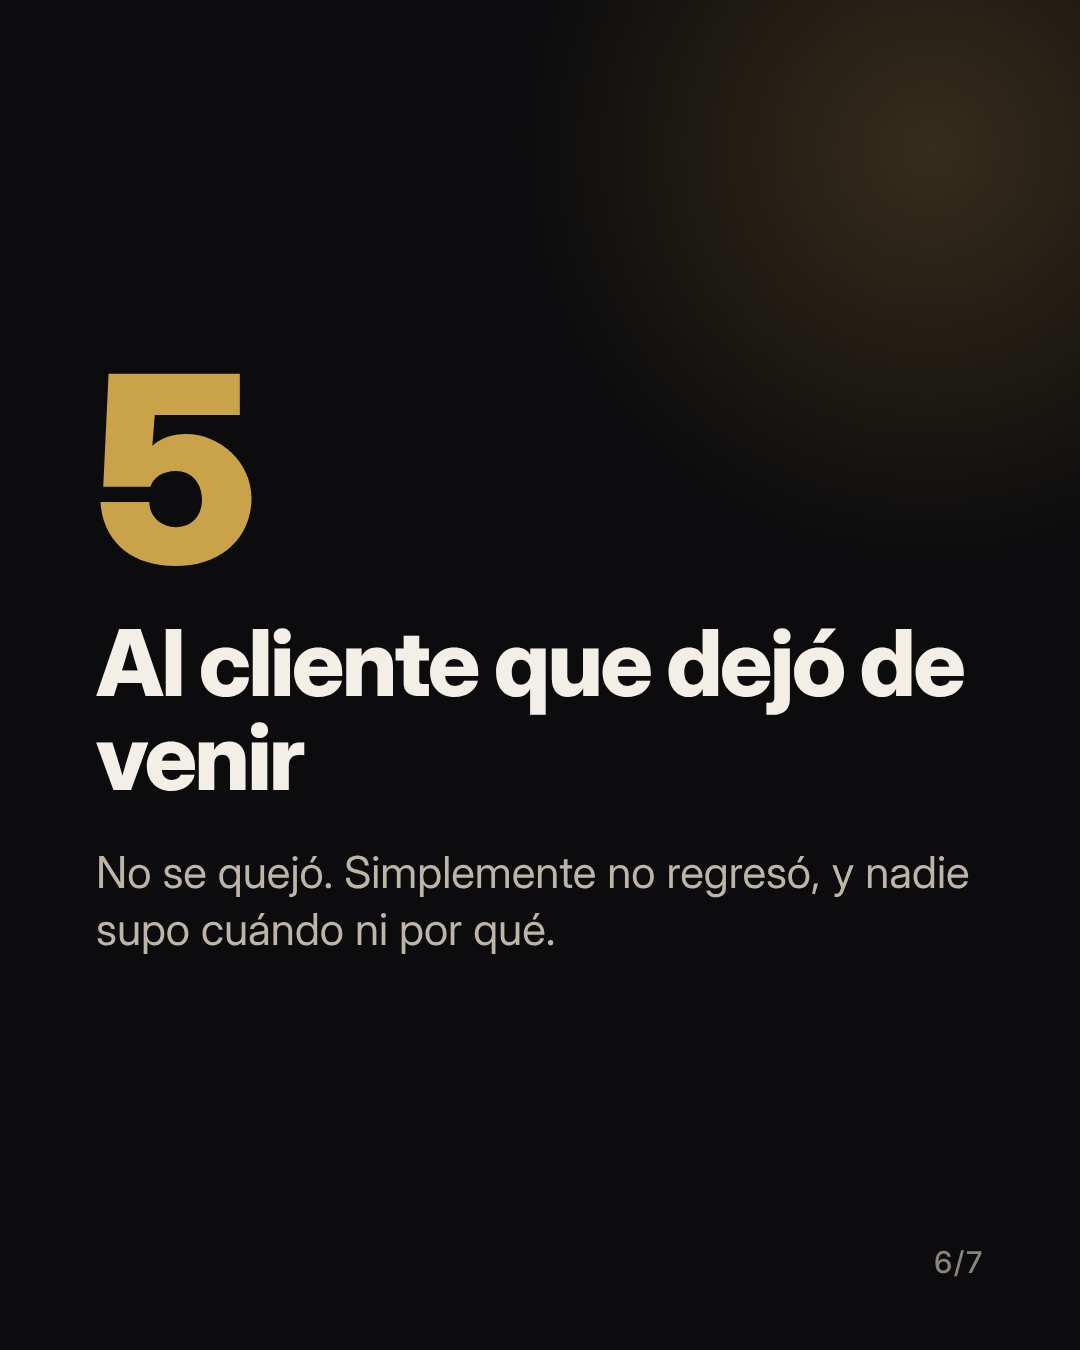 5
Al cliente que dejó de
venir
No se quejó. Simplemente no regresó, y nadie
supo cuándo ni por qué.
6/7